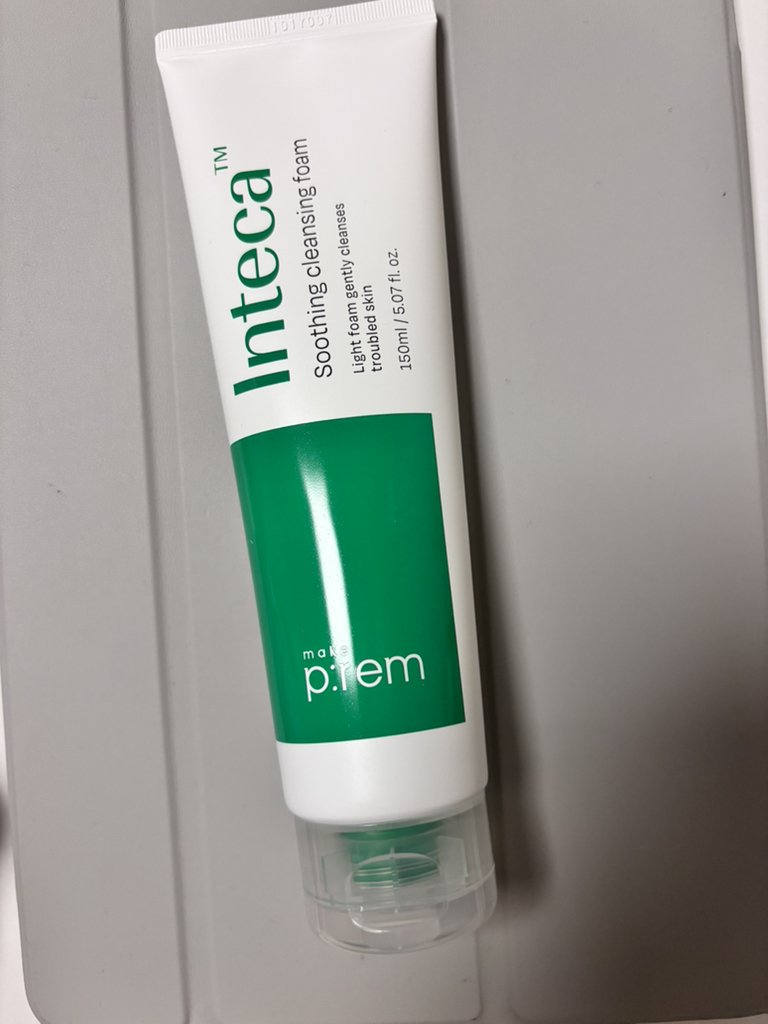 Inteca™
Soothing cleansing foam
Light foam gently cleanses
troubled skin
150ml / 5.07 fl. oz.
make
p:rem